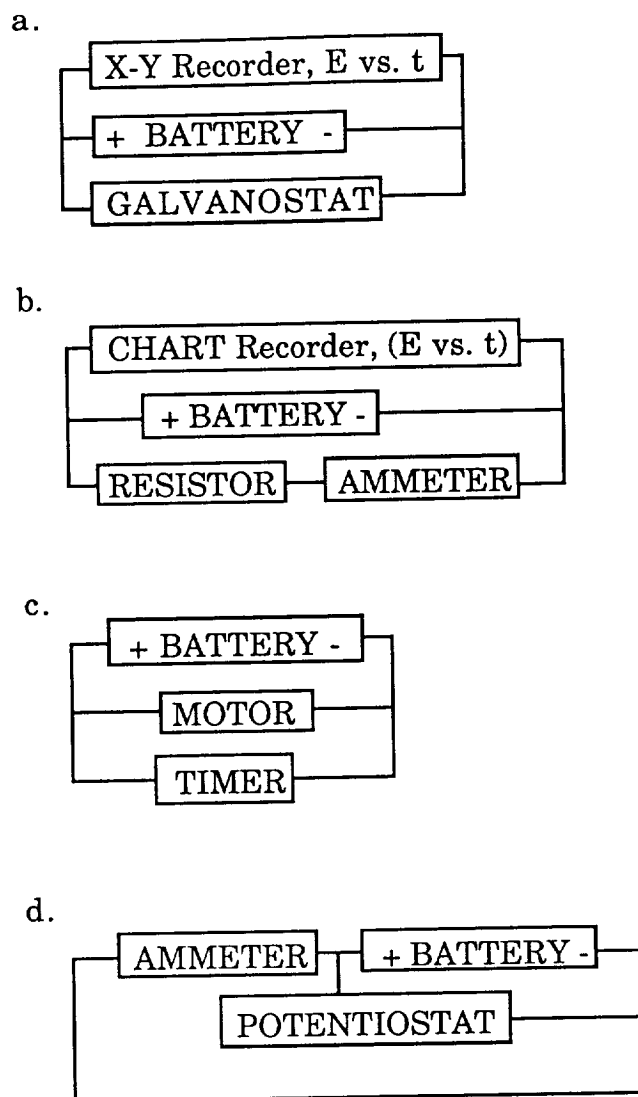 a.
X-Y Recorder, E vs. t
+ BATTERY -
GALVANOSTAT
b.
CHART Recorder, (E vs. t)
+ BATTERY -
RESISTOR AMMETER
c.
+ BATTERY -
MOTOR
TIMER
d.
AMMETER + BATTERY -
POTENTIOSTAT